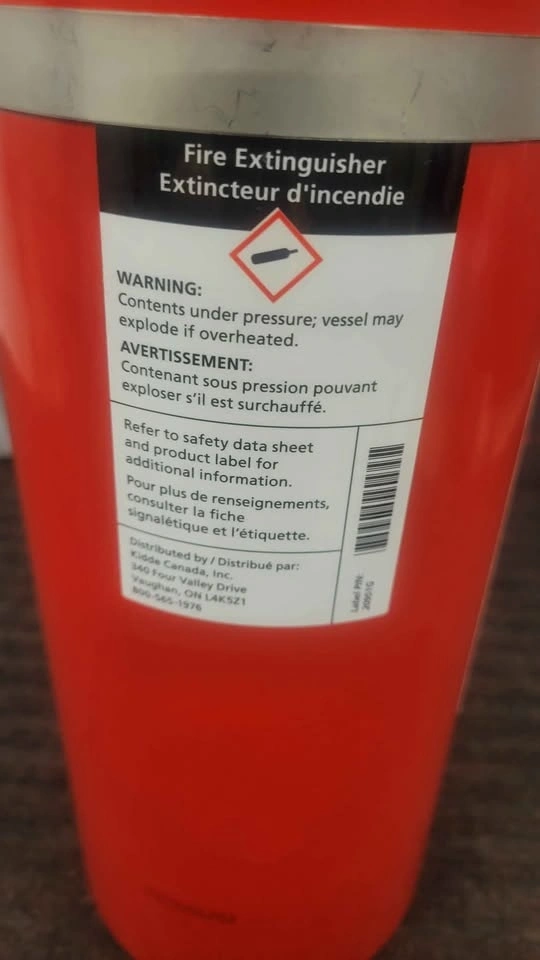 Fire Extinguisher
Extincteur d'incendie
WARNING:
Contents under pressure; vessel may
explode if overheated.
AVERTISSEMENT:
Contenant sous pression pouvant
exploser s'il est surchauffé.
Refer to safety data sheet
and product label for
additional information.
Pour plus de renseignements,
consulter la fiche
signalétique et l'étiquette.
Distributed by / Distribué par:
Kidde Canada, Inc.
340 Four Valley Drive
Vaughan, ON L4K5Z1
800-565-1976
Label P/N: